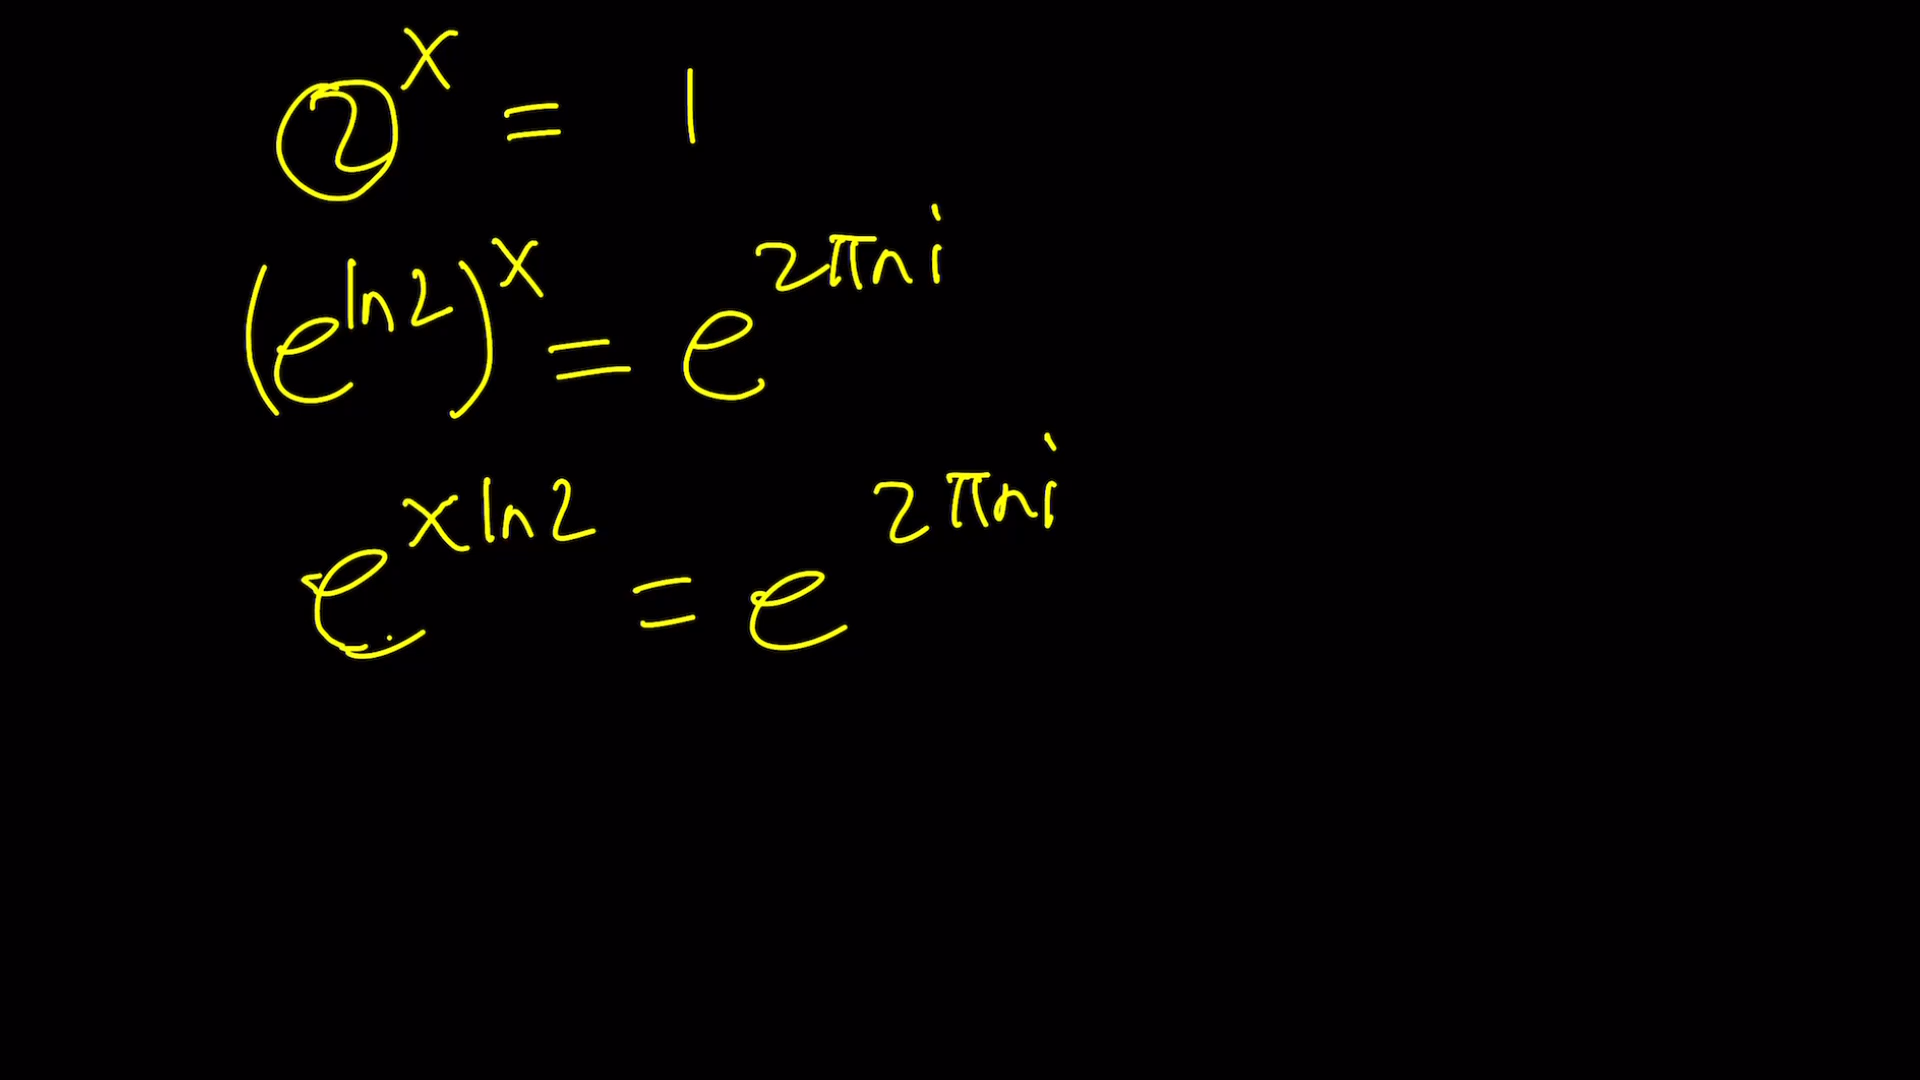 2^x = 1
(e^{ln2})^x = e^{2πni}
e^{xln2} = e^{2πni}